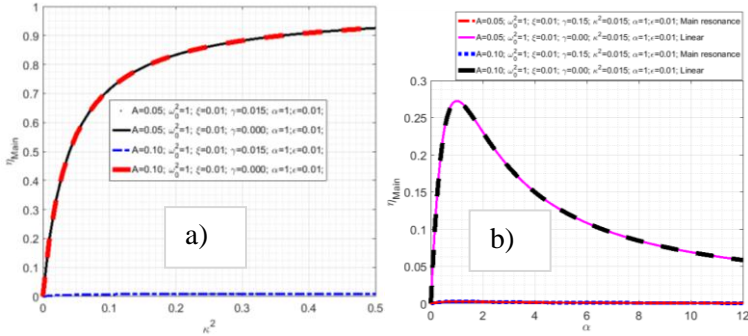 a)
η_Main
1
0.9
0.8
0.7
0.6
0.5
0.4
0.3
0.2
0.1
0
A=0.05; ω_0^2=1; ξ=0.01; γ=0.015; α=1;ϵ=0.01;
A=0.05; ω_0^2=1; ξ=0.01; γ=0.000; α=1;ϵ=0.01;
A=0.10; ω_0^2=1; ξ=0.01; γ=0.015; α=1;ϵ=0.01;
A=0.10; ω_0^2=1; ξ=0.01; γ=0.000; α=1;ϵ=0.01;
a)
0 0.1 0.2 0.3 0.4 0.5
κ^2
A=0.05; ω_0^2=1; ξ=0.01; γ=0.15; κ^2=0.015; α=1;ϵ=0.01; Main resonance
A=0.05; ω_0^2=1; ξ=0.01; γ=0.00; κ^2=0.015; α=1;ϵ=0.01; Linear
A=0.10; ω_0^2=1; ξ=0.01; γ=0.15; κ^2=0.015; α=1;ϵ=0.01; Main resonance
A=0.10; ω_0^2=1; ξ=0.01; γ=0.00; κ^2=0.015; α=1;ϵ=0.01; Linear
b)
η_Main
0.3
0.25
0.2
0.15
0.1
0.05
0
b)
0 2 4 6 8 10 12
α